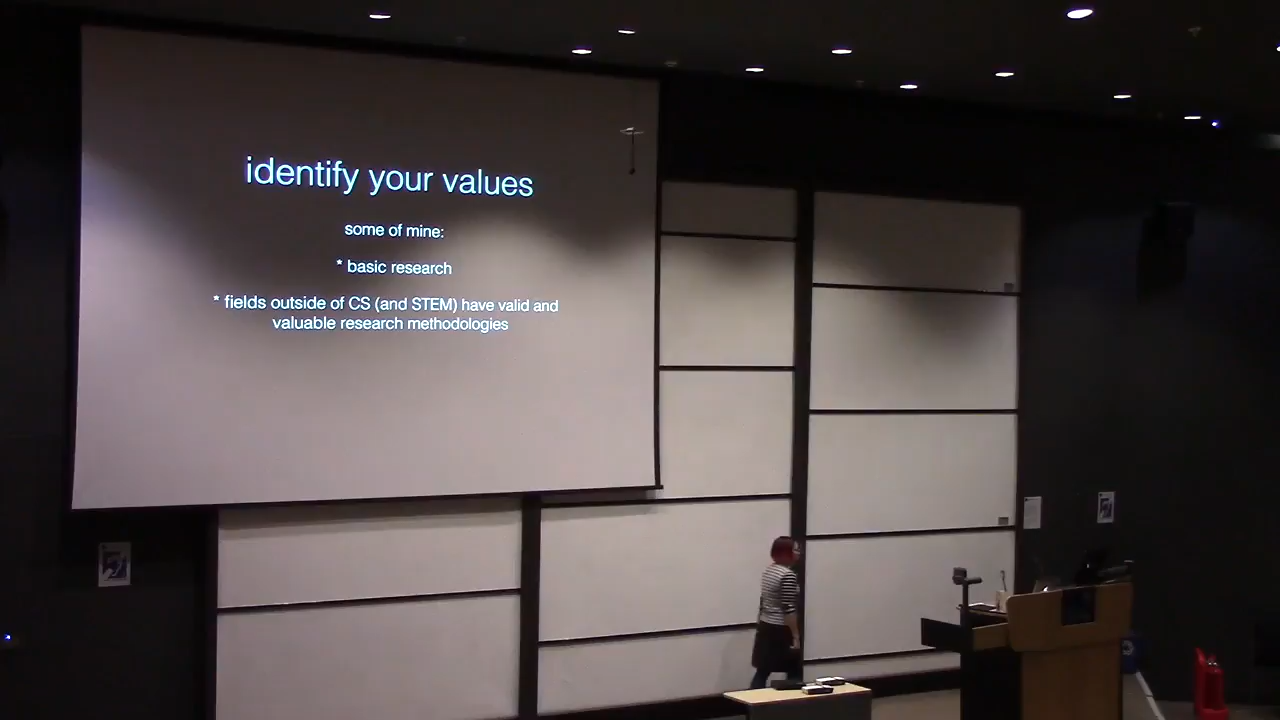 identify your values
some of mine:
* basic research
* fields outside of CS (and STEM) have valid and
valuable research methodologies